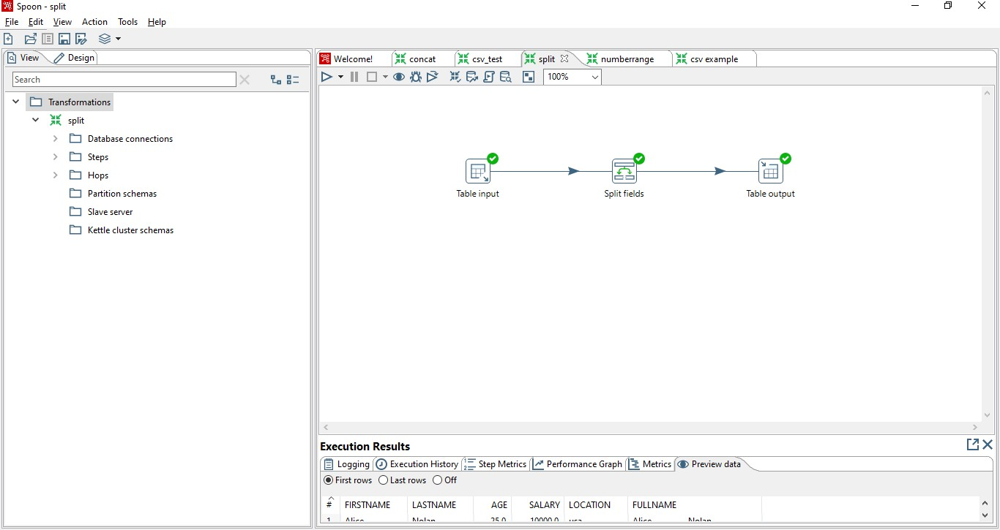 Spoon - split
File Edit View Action Tools Help
View Design
Search
Transformations
split
Database connections
Steps
Hops
Partition schemas
Slave server
Kettle cluster schemas
Welcome! concat csv_test split numberrange csv example
100%
Table input Split fields Table output
Execution Results
Logging Execution History Step Metrics Performance Graph Metrics Preview data
First rows Last rows Off
# FIRSTNAME LASTNAME AGE SALARY LOCATION FULLNAME
1 Alice Nolan 25.0 10000.0 usa Alice Nolan